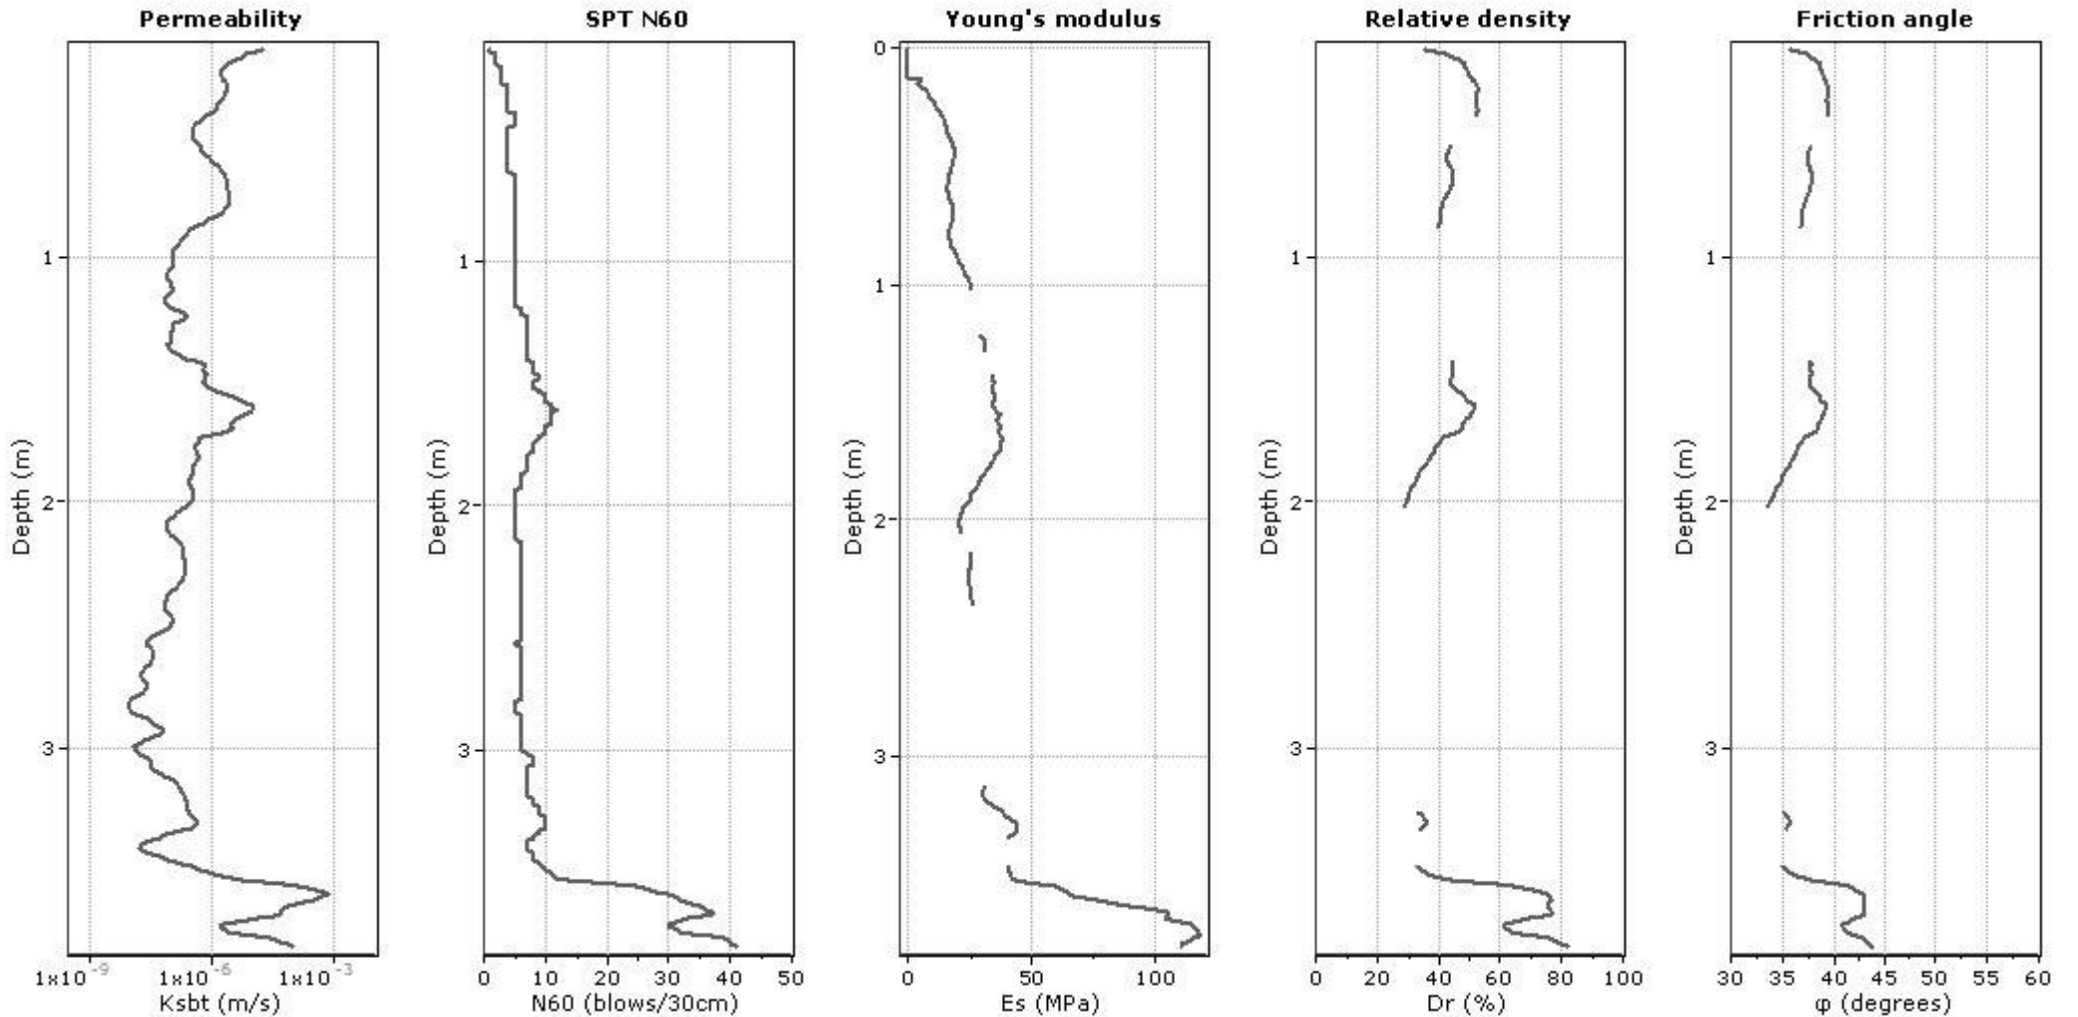 Permeability
SPT N60
Young's modulus
Relative density
Friction angle
Depth (m)
1
2
3
1x10-9
1x10-6
1x10-3
Ksbt (m/s)
Depth (m)
1
2
3
0
10
20
30
40
50
N60 (blows/30cm)
Depth (m)
0
1
2
3
0
50
100
Es (MPa)
Depth (m)
1
2
3
0
20
40
60
80
100
Dr (%)
Depth (m)
1
2
3
30
35
40
45
50
55
60
φ (degrees)